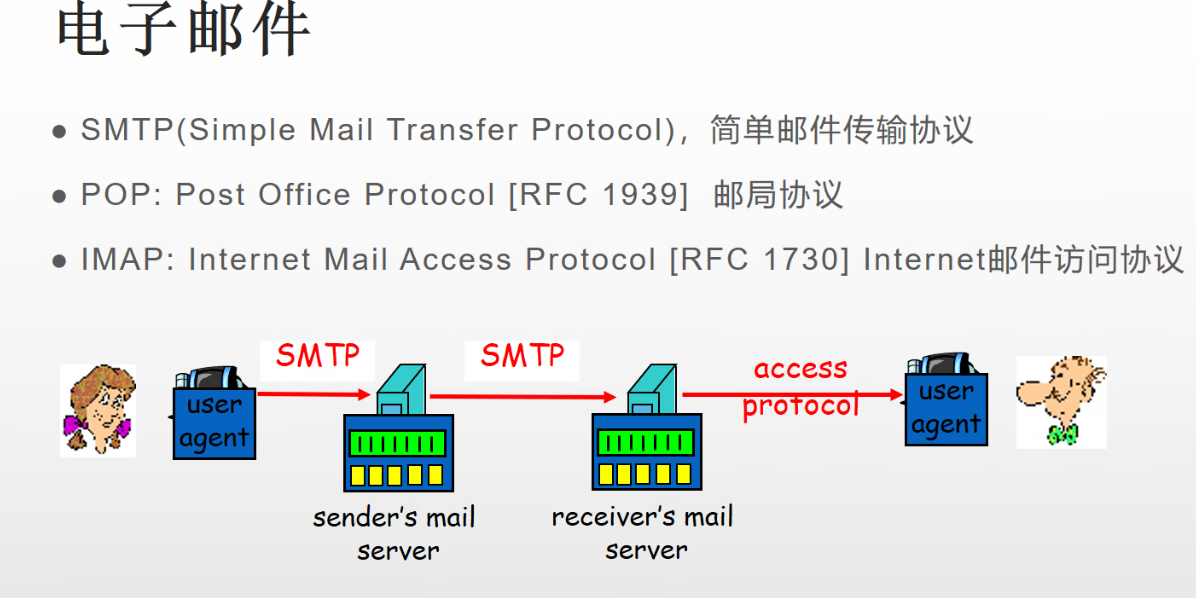 电子邮件
● SMTP(Simple Mail Transfer Protocol)，简单邮件传输协议
● POP: Post Office Protocol [RFC 1939] 邮局协议
● IMAP: Internet Mail Access Protocol [RFC 1730] Internet邮件访问协议
SMTP
SMTP
access
protocol
user
agent
user
agent
sender's mail
server
receiver's mail
server